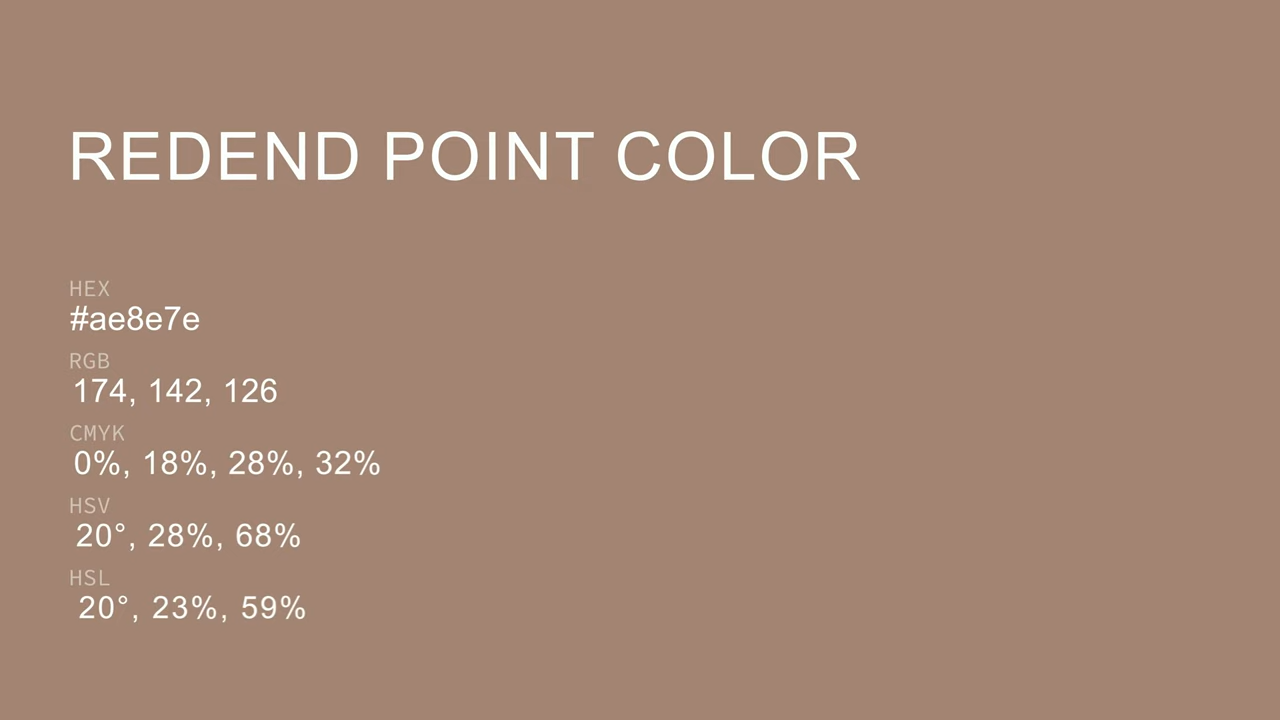 REDEND POINT COLOR
HEX
#ae8e7e
RGB
174, 142, 126
CMYK
0%, 18%, 28%, 32%
HSV
20°, 28%, 68%
HSL
20°, 23%, 59%